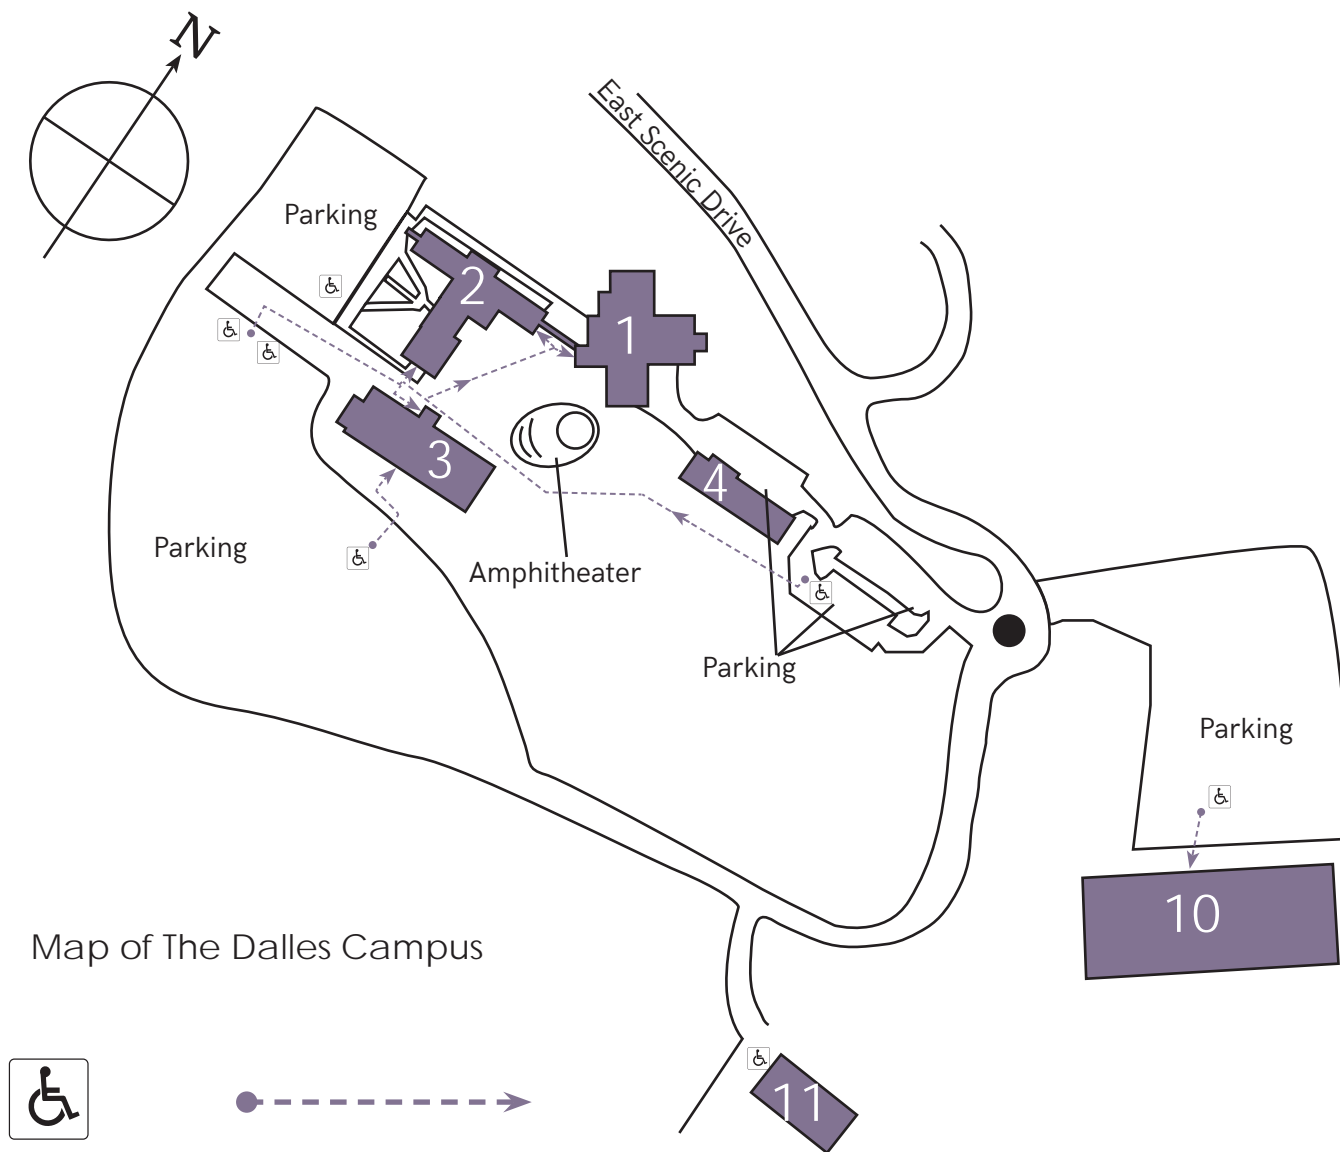 N
East Scenic Drive
Parking
2
1
3
4
Parking
Amphitheater
Parking
Parking
10
Map of The Dalles Campus
11